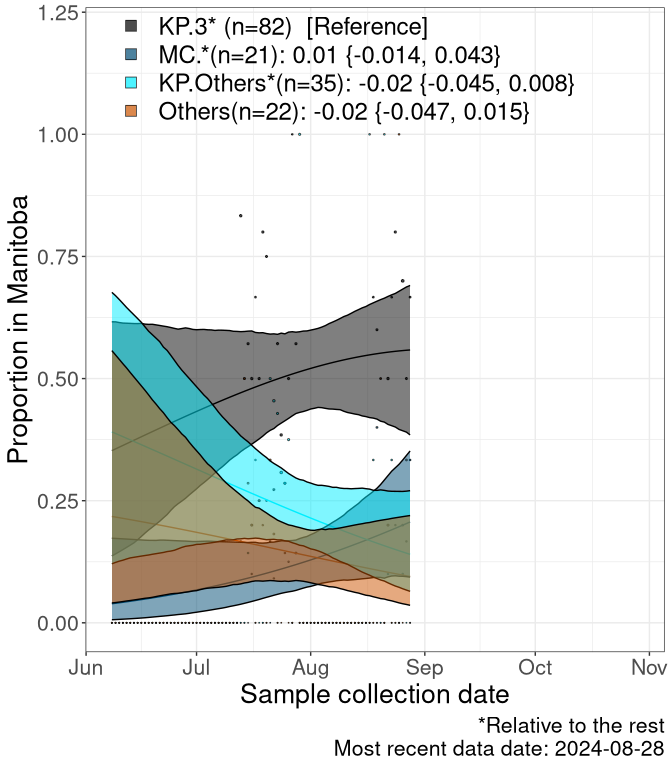 KP.3* (n=82)  [Reference]
MC.*(n=21): 0.01 {-0.014, 0.043}
KP.Others*(n=35): -0.02 {-0.045, 0.008}
Others(n=22): -0.02 {-0.047, 0.015}
1.25
1.00
0.75
0.50
0.25
0.00
Proportion in Manitoba
Jun Jul Aug Sep Oct Nov
Sample collection date
*Relative to the rest
Most recent data date: 2024-08-28